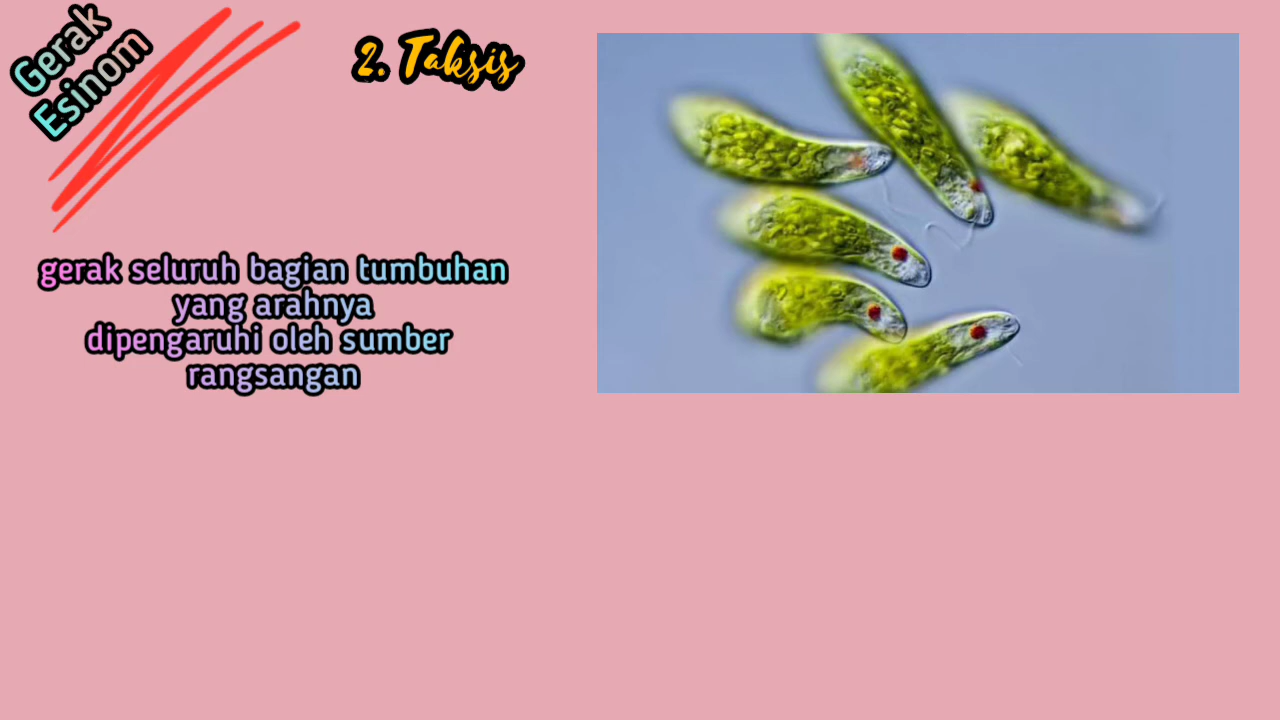 Gerak
Esinom
2. Taksis
gerak seluruh bagian tumbuhan
yang arahnya
dipengaruhi oleh sumber
rangsangan